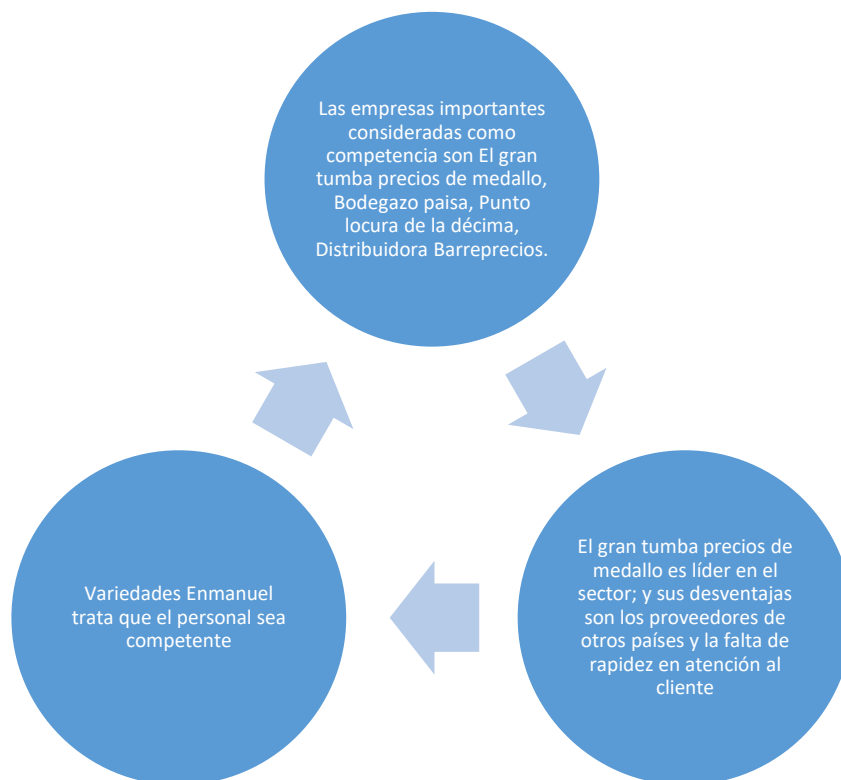 Las empresas importantes
consideradas como
competencia son El gran
tumba precios de medallo,
Bodegazo paisa, Punto
locura de la décima,
Distribuidora Barreprecios.
El gran tumba precios de
medallo es líder en el
sector; y sus desventajas
son los proveedores de
otros países y la falta de
rapidez en atención al
cliente
Variedades Enmanuel
trata que el personal sea
competente